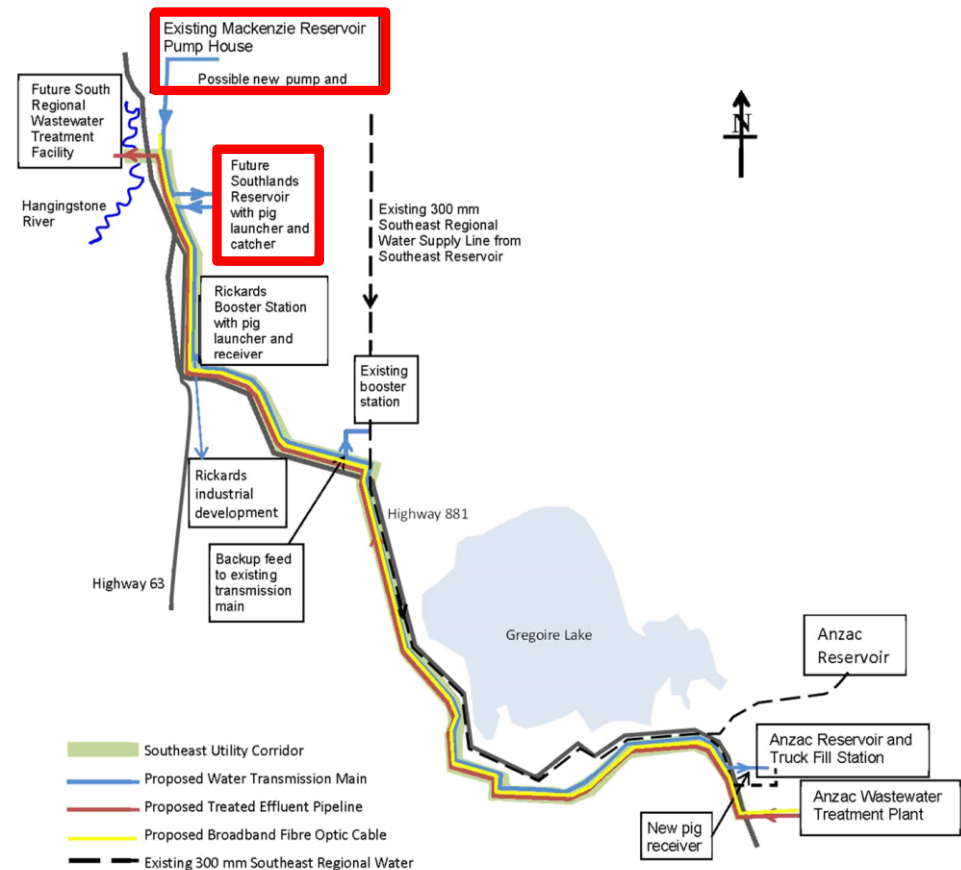 Existing Mackenzie Reservoir
Pump House
Possible new pump and
Future South
Regional
Wastewater
Treatment
Facility
Hangingstone
River
Future
Southlands
Reservoir
with pig
launcher and
catcher
N
Existing 300 mm
Southeast Regional
Water Supply Line from
Southeast Reservoir
Rickards
Booster Station
with pig
launcher and
receiver
Existing
booster
station
Rickards
industrial
development
Highway 881
Backup feed
to existing
transmission
main
Highway 63
Gregoire Lake
Anzac
Reservoir
Anzac Reservoir and
Truck Fill Station
Anzac Wastewater
Treatment Plant
New pig
receiver
Southeast Utility Corridor
Proposed Water Transmission Main
Proposed Treated Effluent Pipeline
Proposed Broadband Fibre Optic Cable
Existing 300 mm Southeast Regional Water